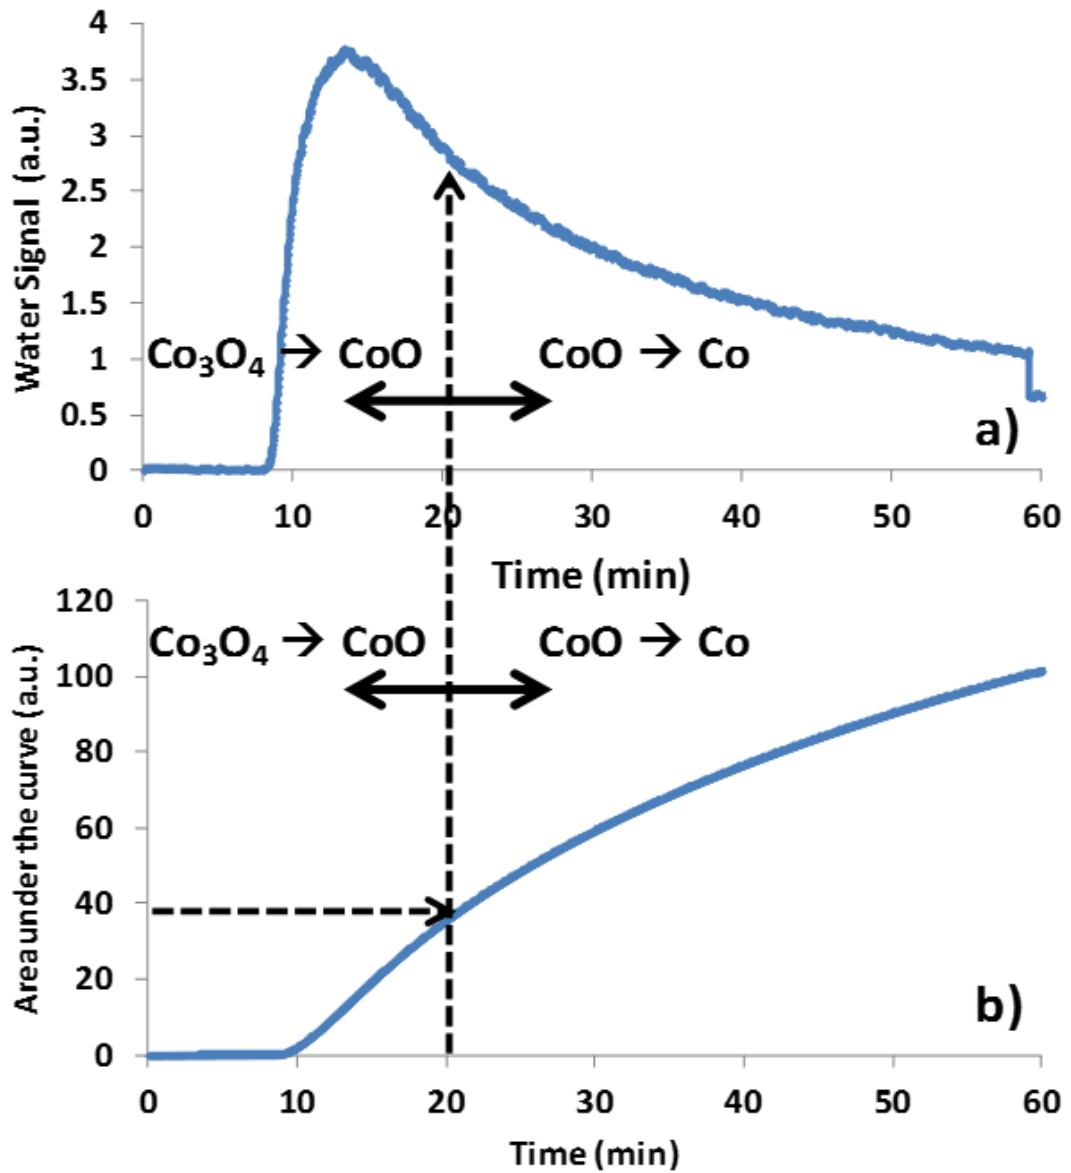 4
3.5
3
2.5
2
1.5
1
0.5
0
Water Signal (a.u.)
Co₃O₄ → CoO
CoO → Co
a)
0 10 20 30 40 50 60
Time (min)
120
100
80
60
40
20
0
Areaunder the curve (a.u.)
Co₃O₄ → CoO
CoO → Co
b)
0 10 20 30 40 50 60
Time (min)